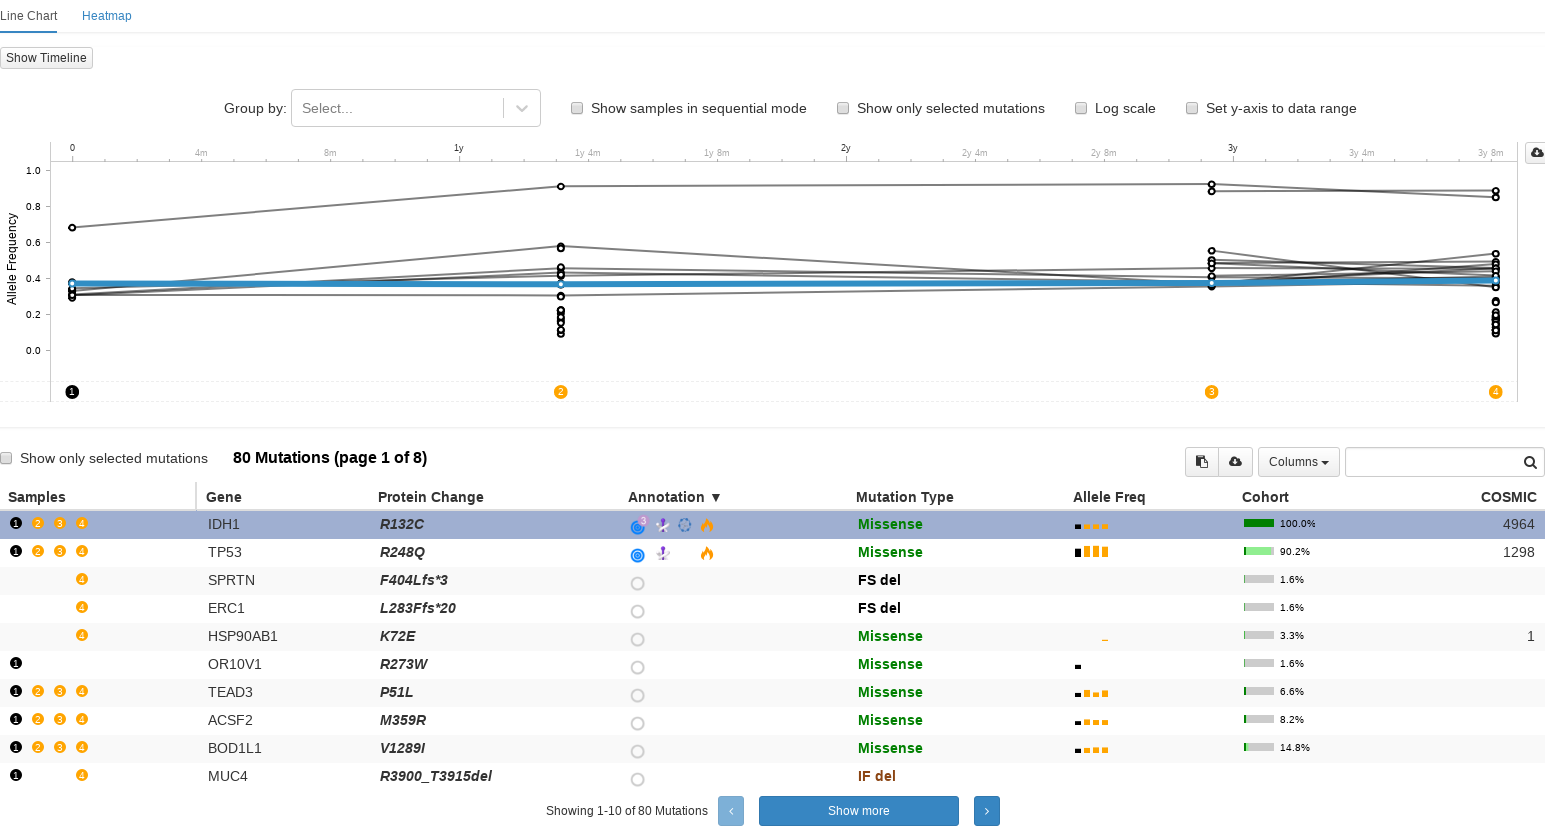 Line Chart Heatmap
Show Timeline
Group by: Select... Show samples in sequential mode Show only selected mutations Log scale Set y-axis to data range
0 4m 8m 1y 1y 4m 1y 8m 2y 2y 4m 2y 8m 3y 3y 4m 3y 8m
1.0
0.8
0.6
0.4
0.2
0.0
Allele Frequency
1 2 3 4
Show only selected mutations 80 Mutations (page 1 of 8) Columns
Samples Gene Protein Change Annotation ▼ Mutation Type Allele Freq Cohort COSMIC
1 2 3 4 IDH1 R132C 3 Missense 100.0% 4964
1 2 3 4 TP53 R248Q Missense 90.2% 1298
4 SPRTN F404Lfs*3 FS del 1.6%
4 ERC1 L283Ffs*20 FS del 1.6%
4 HSP90AB1 K72E Missense 3.3% 1
1 OR10V1 R273W Missense 1.6%
1 2 3 4 TEAD3 P51L Missense 6.6%
1 2 3 4 ACSF2 M359R Missense 8.2%
1 2 3 4 BOD1L1 V1289I Missense 14.8%
1 4 MUC4 R3900_T3915del IF del
Showing 1-10 of 80 Mutations ‹ Show more ›